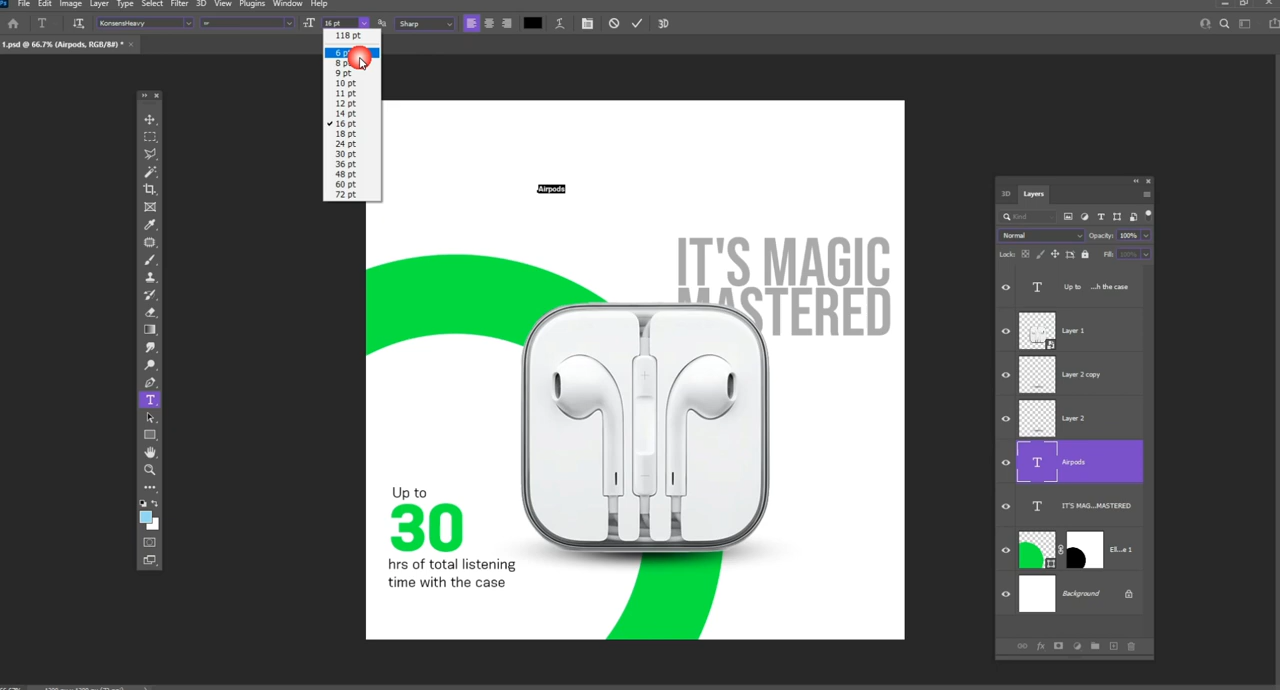 File Edit Image Layer Type Select Filter 3D View Plugins Window Help
KonsensHeavy
16 pt
Sharp
3D
1.psd @ 66.7% (Airpods, RGB/8#) *
118 pt
6 pt
8 pt
9 pt
10 pt
11 pt
12 pt
14 pt
16 pt
18 pt
24 pt
30 pt
36 pt
48 pt
60 pt
72 pt
Airpods
IT'S MAGIC
MASTERED
Up to
30
hrs of total listening
time with the case
3D Layers
Kind
Normal Opacity: 100%
Lock: Fill: 100%
Up to ...h the case
Layer 1
Layer 2 copy
Layer 2
Airpods
IT'S MAG...MASTERED
Ell...e 1
Background